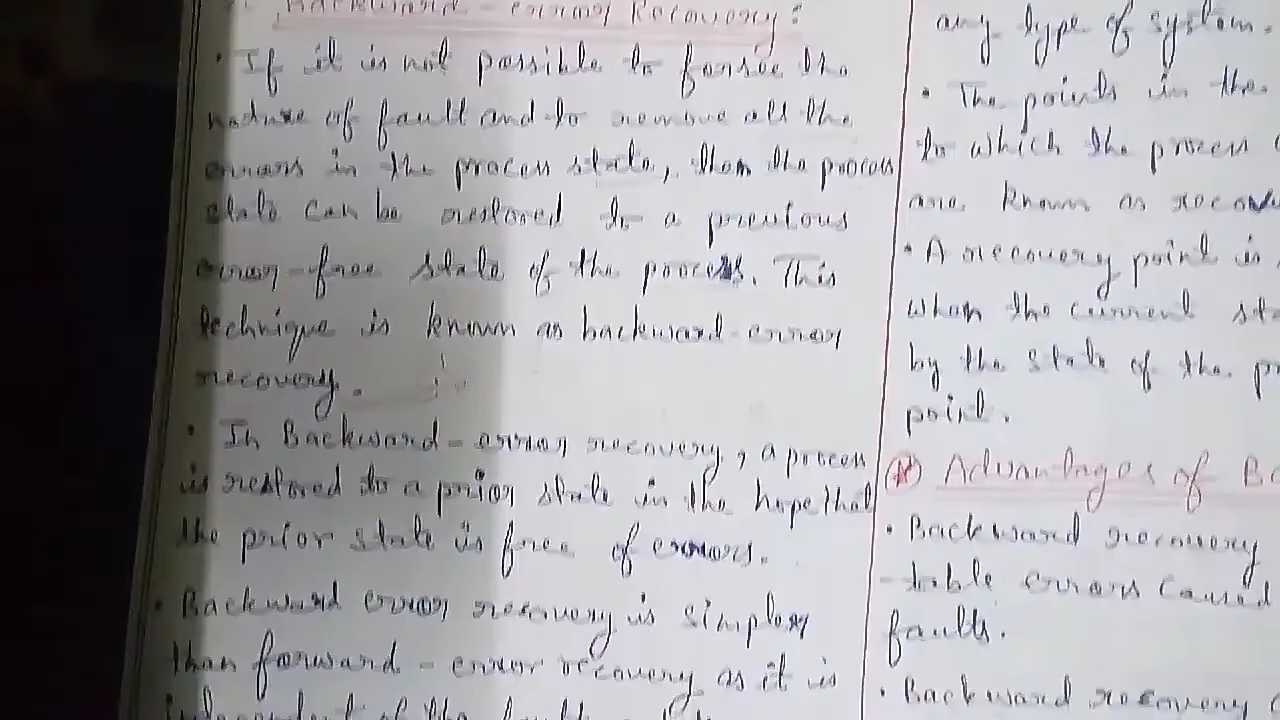 Backward-error Recovery:
• If it is not possible to forsee the
nature of fault and to remove all the
errors in the process state, then the process
state can be restored to a previous
error-free state of the process. This
technique is known as backward-error
recovery.
• In Backward-error recovery, a process
is restored to a prior state in the hope that
the prior state is free of errors.
• Backward error recovery is simpler
than forward-error recovery as it is
independent of the
any type of system.
• The points in the
to which the process
are known as
• A recovery point is
when the current
by the state of the
point.
Advantages of
• Backward recovery
-table errors caused
faults.
• Backward recovery